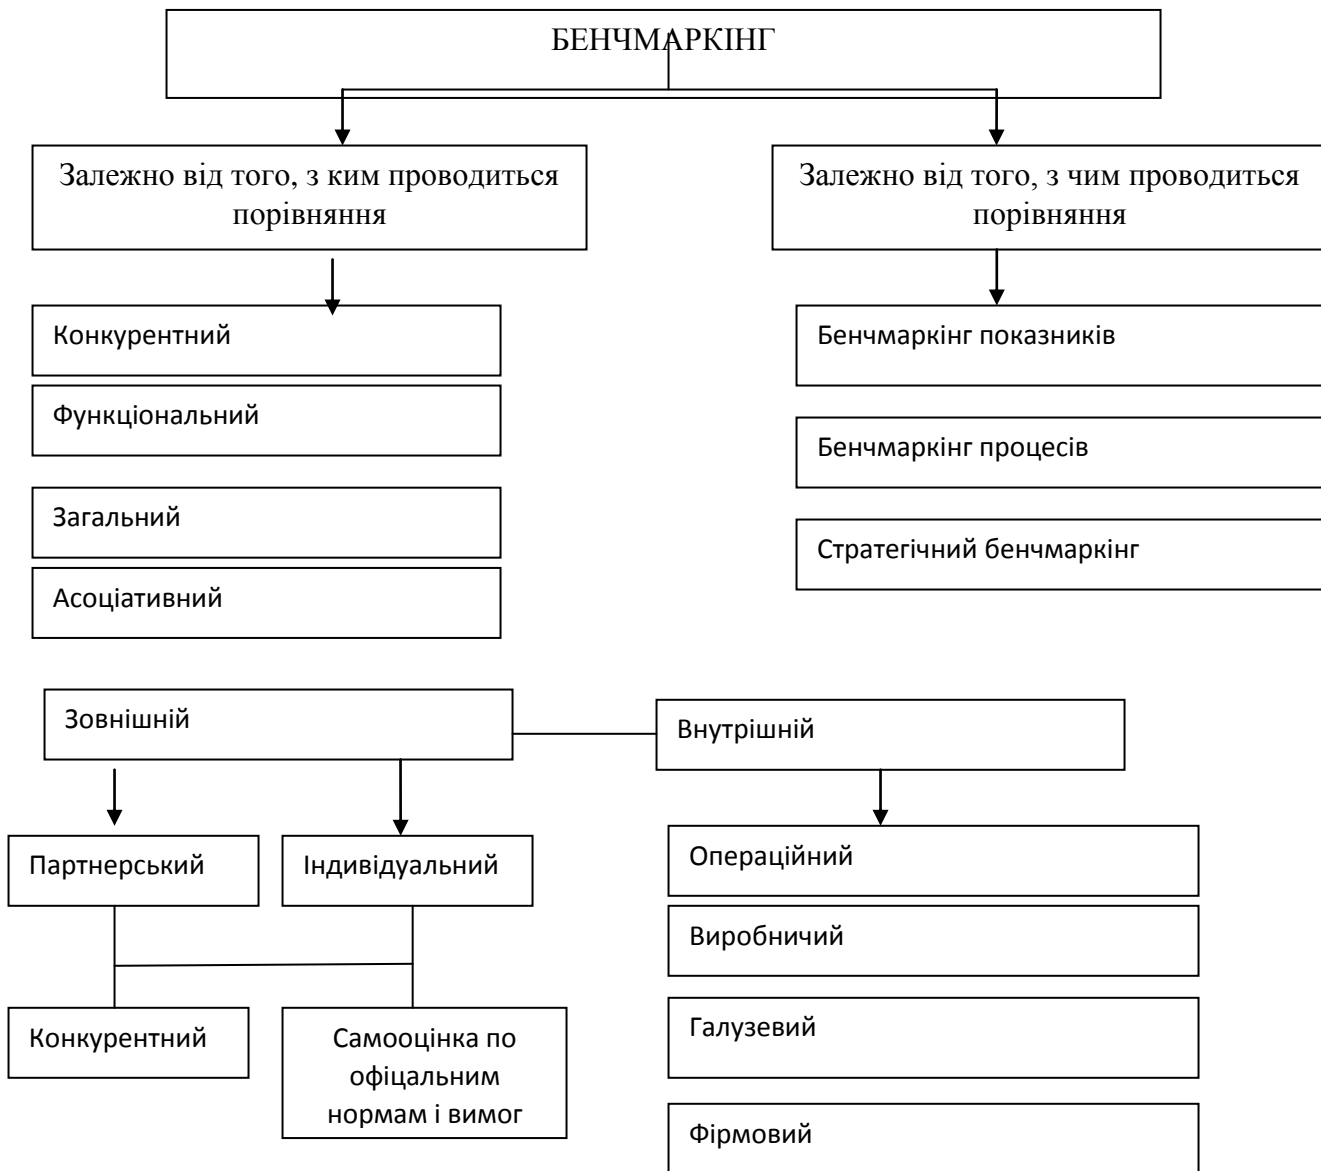 БЕНЧМАРКІНГ
Залежно від того, з ким проводиться
порівняння
Залежно від того, з чим проводиться
порівняння
Конкурентний
Функціональний
Загальний
Асоціативний
Бенчмаркінг показників
Бенчмаркінг процесів
Стратегічний бенчмаркінг
Зовнішній
Внутрішній
Партнерський
Індивідуальний
Конкурентний
Самооцінка по
офіцальним
нормам і вимог
Операційний
Виробничий
Галузевий
Фірмовий